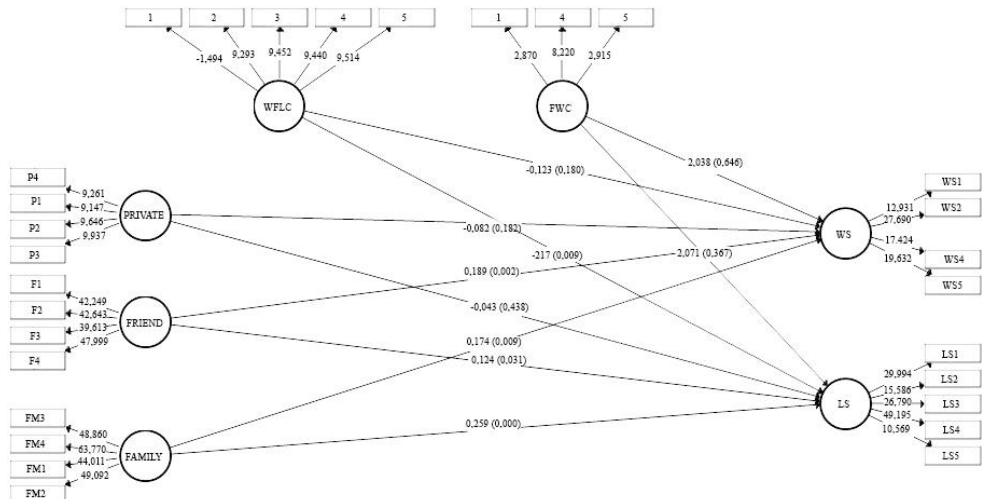 1 2 3 4 5
1 4 5
-1,494 9,293 9,452 9,440 9,514
2,870 8,220 2,915
WFLC
FWC
2,038 (0,646)
-0,123 (0,180)
P4
P1
P2
P3
9,261
9,147
9,646
9,937
PRIVATE
-0,082 (0,182)
-217 (0,009)
2,071 (0,367)
WS
12,931
27,690
17.424
19,632
WS1
WS2
WS4
WS5
F1
F2
F3
F4
42,249
42,643
39,613
47,999
FRIEND
0,189 (0,002)
-0,043 (0,438)
0,174 (0,009)
0,124 (0,031)
LS
29,994
15,586
26,790
49,195
10,569
LS1
LS2
LS3
LS4
LS5
FM3
FM4
FM1
FM2
48,860
63,770
44,011
49,092
FAMILY
0,259 (0,000)